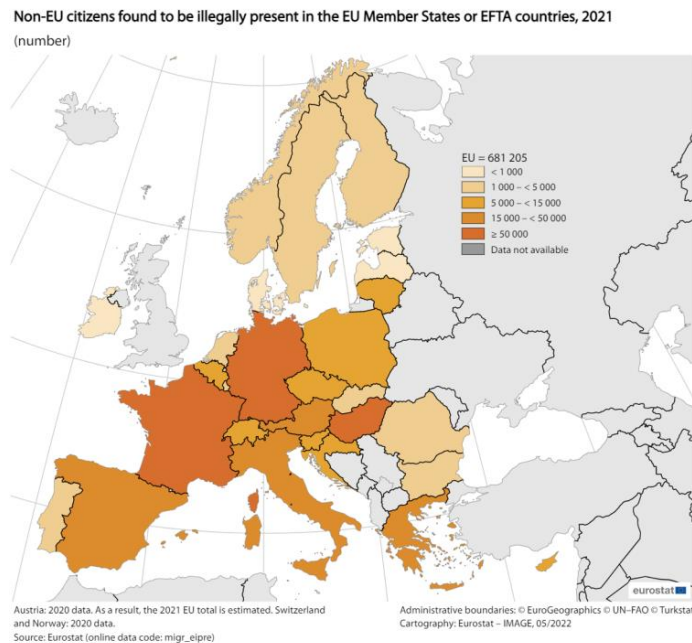 Non-EU citizens found to be illegally present in the EU Member States or EFTA countries, 2021
(number)
EU = 681 205
< 1 000
1 000 – < 5 000
5 000 – < 15 000
15 000 – < 50 000
≥ 50 000
Data not available
eurostat
Austria: 2020 data. As a result, the 2021 EU total is estimated. Switzerland
and Norway: 2020 data.
Source: Eurostat (online data code: migr_eipre)
Administrative boundaries: © EuroGeographics © UN–FAO © Turkstat
Cartography: Eurostat – IMAGE, 05/2022